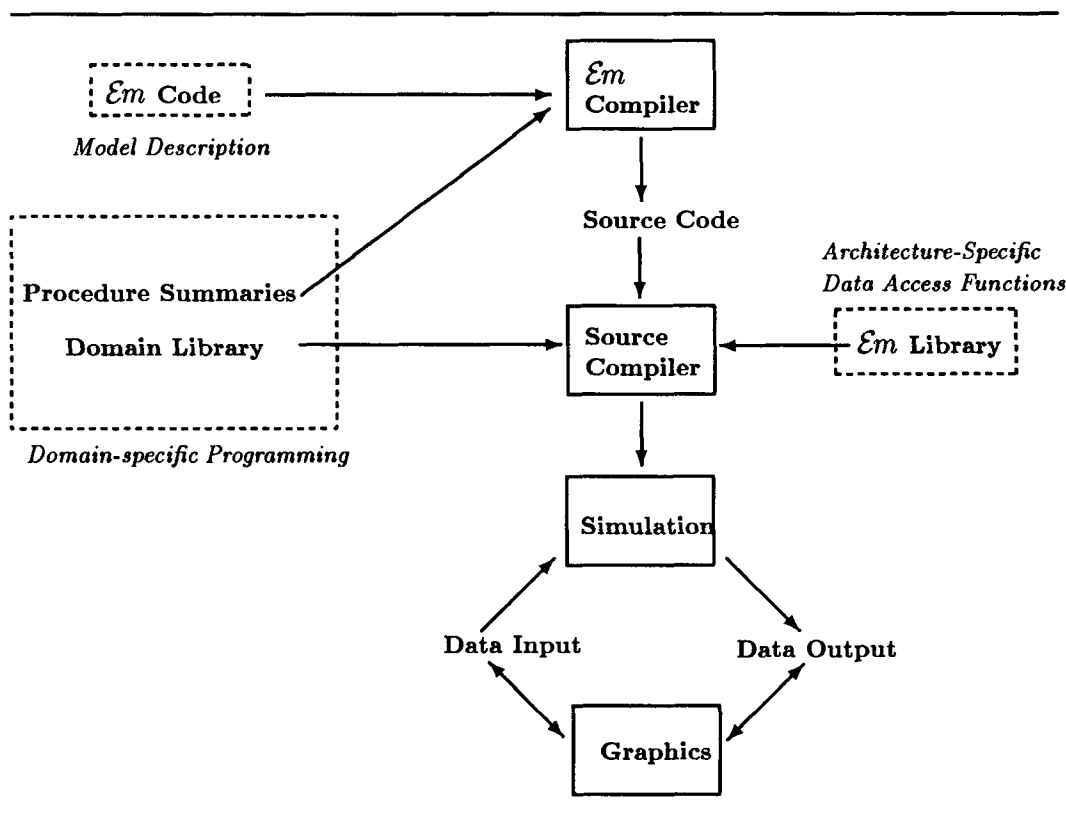 ℰm Code
Model Description
ℰm
Compiler
Source Code
Procedure Summaries
Domain Library
Domain-specific Programming
Source
Compiler
Architecture-Specific
Data Access Functions
ℰm Library
Simulation
Data Input
Data Output
Graphics